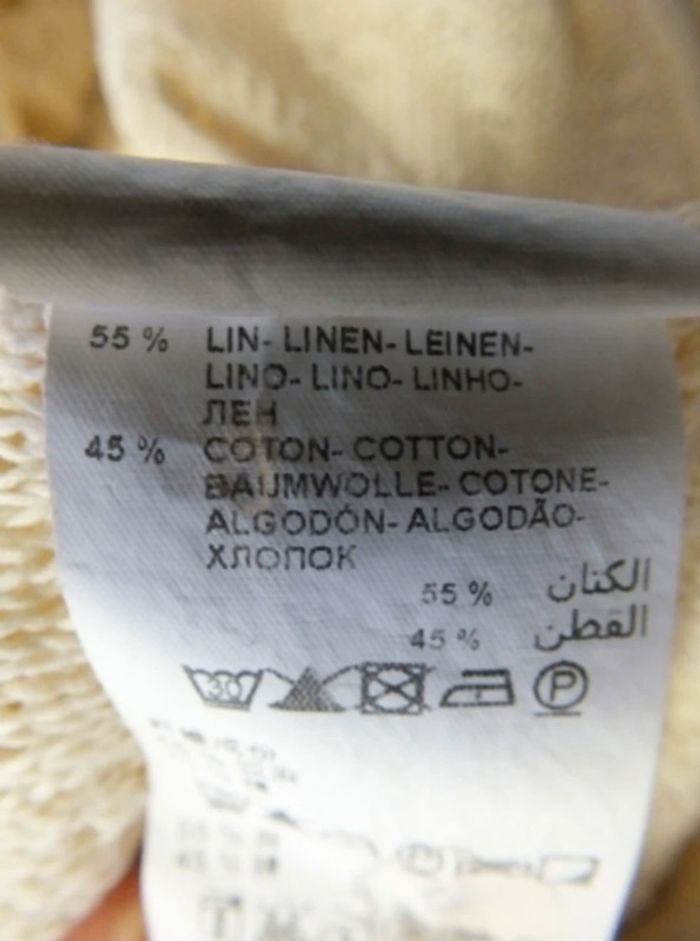 55 % LIN- LINEN- LEINEN-
LINO- LINO- LINHO-
ЛЕН
45 % COTON- COTTON-
BAUMWOLLE- COTONE-
ALGODÓN- ALGODÃO-
ХЛОПОК
55 % الكتان
45 % القطن
30
P